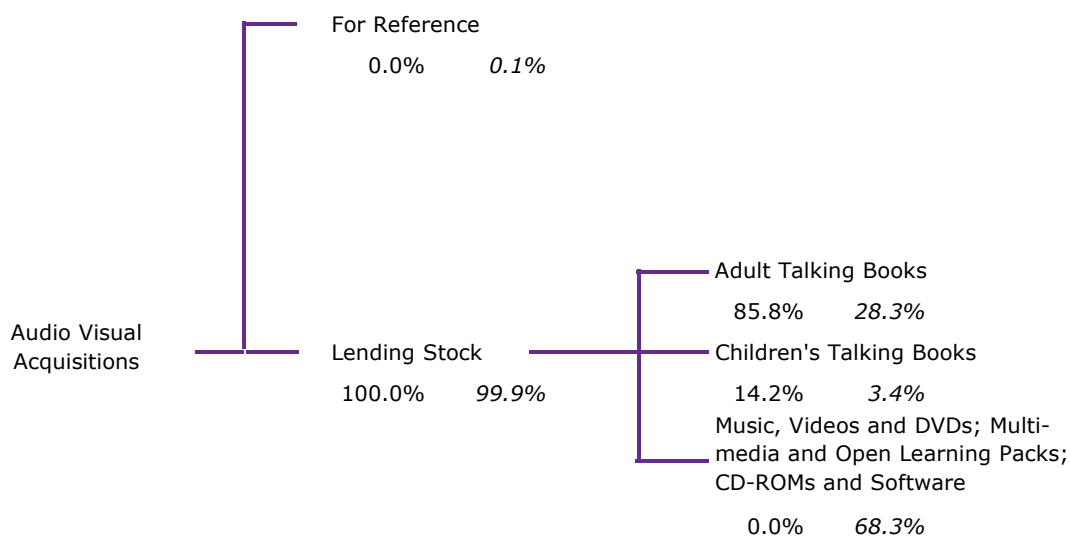 For Reference
0.0% 0.1%
Audio Visual
Acquisitions
Lending Stock
100.0% 99.9%
Adult Talking Books
85.8% 28.3%
Children's Talking Books
14.2% 3.4%
Music, Videos and DVDs; Multi-
media and Open Learning Packs;
CD-ROMs and Software
0.0% 68.3%